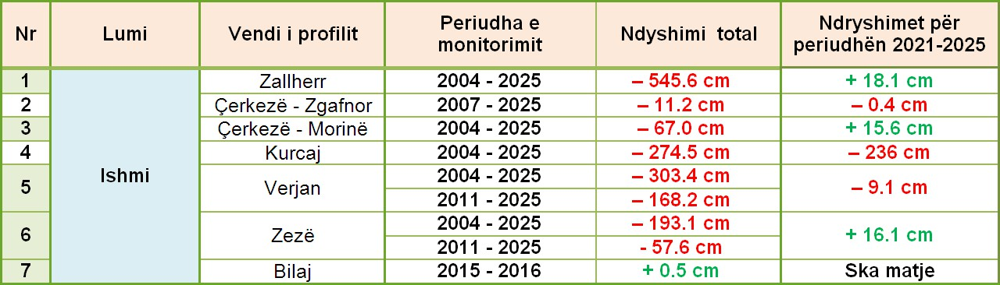 Nr Lumi Vendi i profilit Periudha e monitorimit Ndyshimi total Ndryshimet për periudhën 2021-2025
1 Ishmi Zallherr 2004 - 2025 – 545.6 cm + 18.1 cm
2 Çerkezë - Zgafnor 2007 - 2025 – 11.2 cm – 0.4 cm
3 Çerkezë - Morinë 2004 - 2025 – 67.0 cm + 15.6 cm
4 Kurcaj 2004 - 2025 – 274.5 cm – 236 cm
5 Verjan 2004 - 2025 – 303.4 cm – 9.1 cm
2011 - 2025 – 168.2 cm
6 Zezë 2004 - 2025 – 193.1 cm + 16.1 cm
2011 - 2025 - 57.6 cm
7 Bilaj 2015 - 2016 + 0.5 cm Ska matje